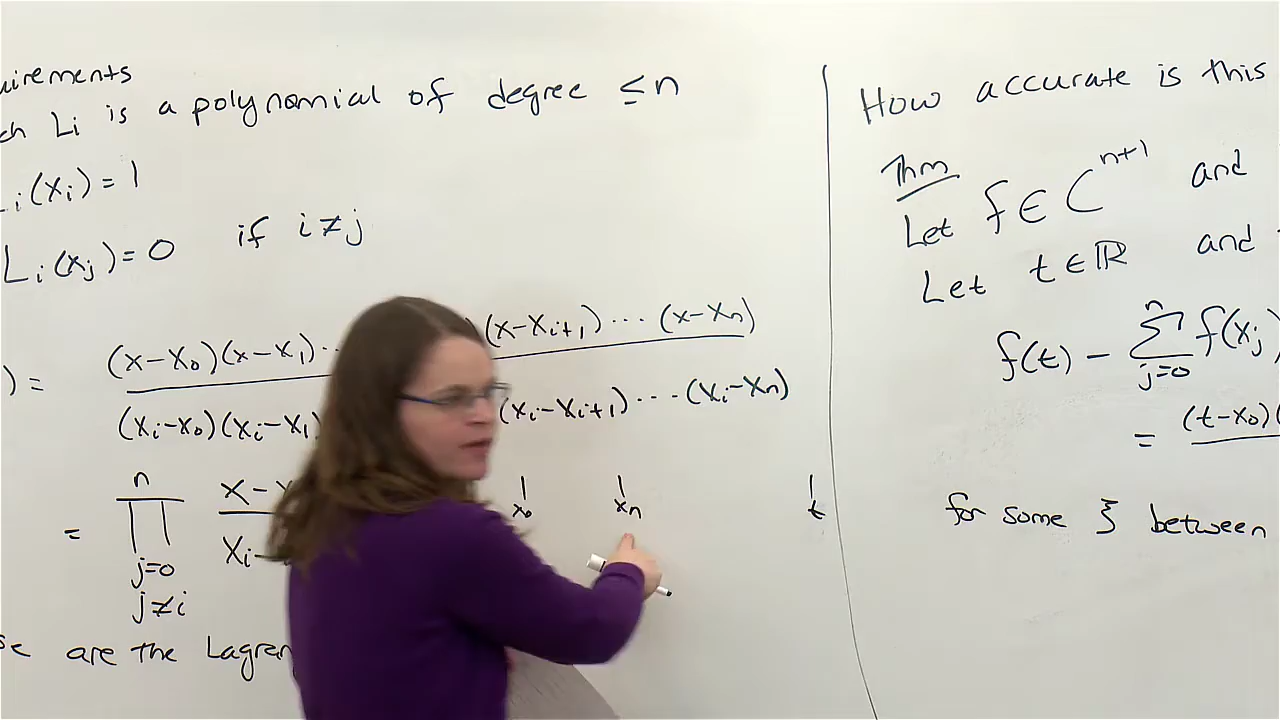 uirements
ch Li is a polynomial of degree ≤n
Li(xi)=1
Li(xj)=0 if i≠j
) = (x-x0)(x-x1)... (x-xi+1)...(x-xn)
(xi-x0)(xi-x1) (xi-xi+1)...(xi-xn)
= n ∏ j=0 j≠i x-x
xi-
x0 xn t
se are the Lagran
How accurate is this
Thm
Let f∈C^n+1 and
Let t∈ℝ and
f(t) - n ∑ j=0 f(xj)
= (t-x0)(
for some ξ between